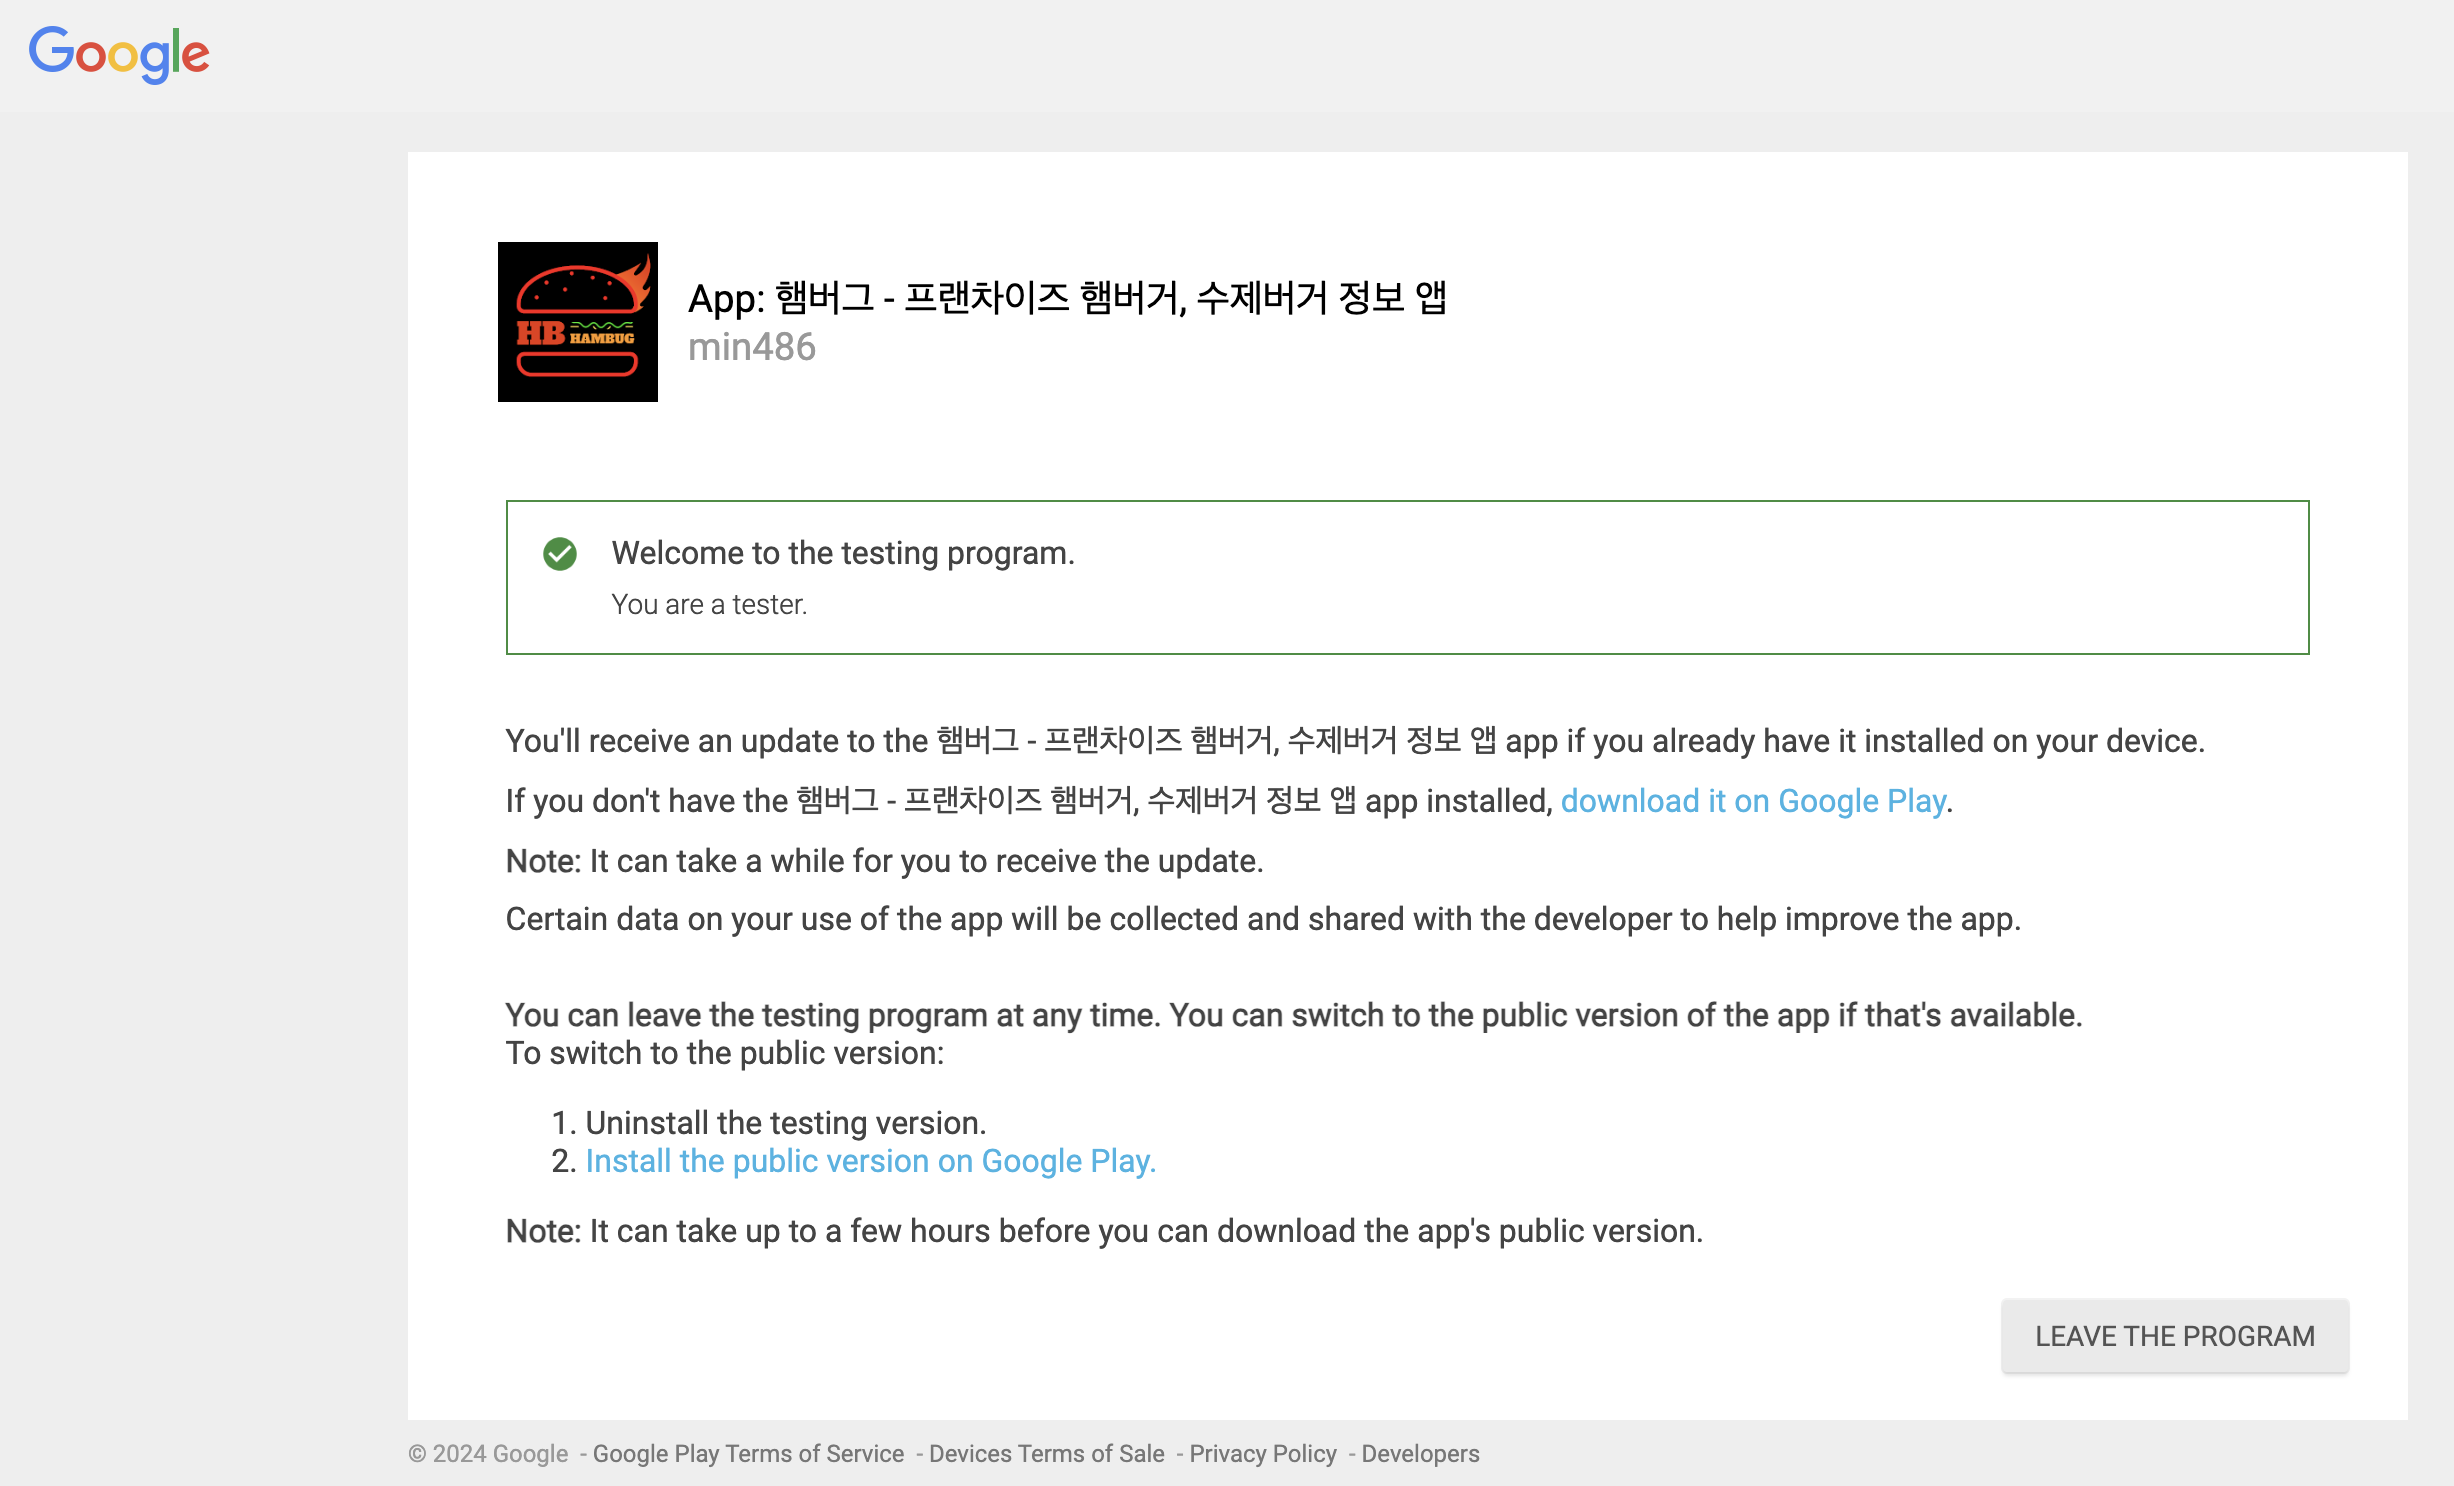 Google
App: 햄버그 - 프랜차이즈 햄버거, 수제버거 정보 앱
min486
HB HAMBUG
Welcome to the testing program.
You are a tester.
You'll receive an update to the 햄버그 - 프랜차이즈 햄버거, 수제버거 정보 앱 app if you already have it installed on your device.
If you don't have the 햄버그 - 프랜차이즈 햄버거, 수제버거 정보 앱 app installed, download it on Google Play.
Note: It can take a while for you to receive the update.
Certain data on your use of the app will be collected and shared with the developer to help improve the app.
You can leave the testing program at any time. You can switch to the public version of the app if that's available.
To switch to the public version:
1. Uninstall the testing version.
2. Install the public version on Google Play.
Note: It can take up to a few hours before you can download the app's public version.
LEAVE THE PROGRAM
© 2024 Google - Google Play Terms of Service - Devices Terms of Sale - Privacy Policy - Developers